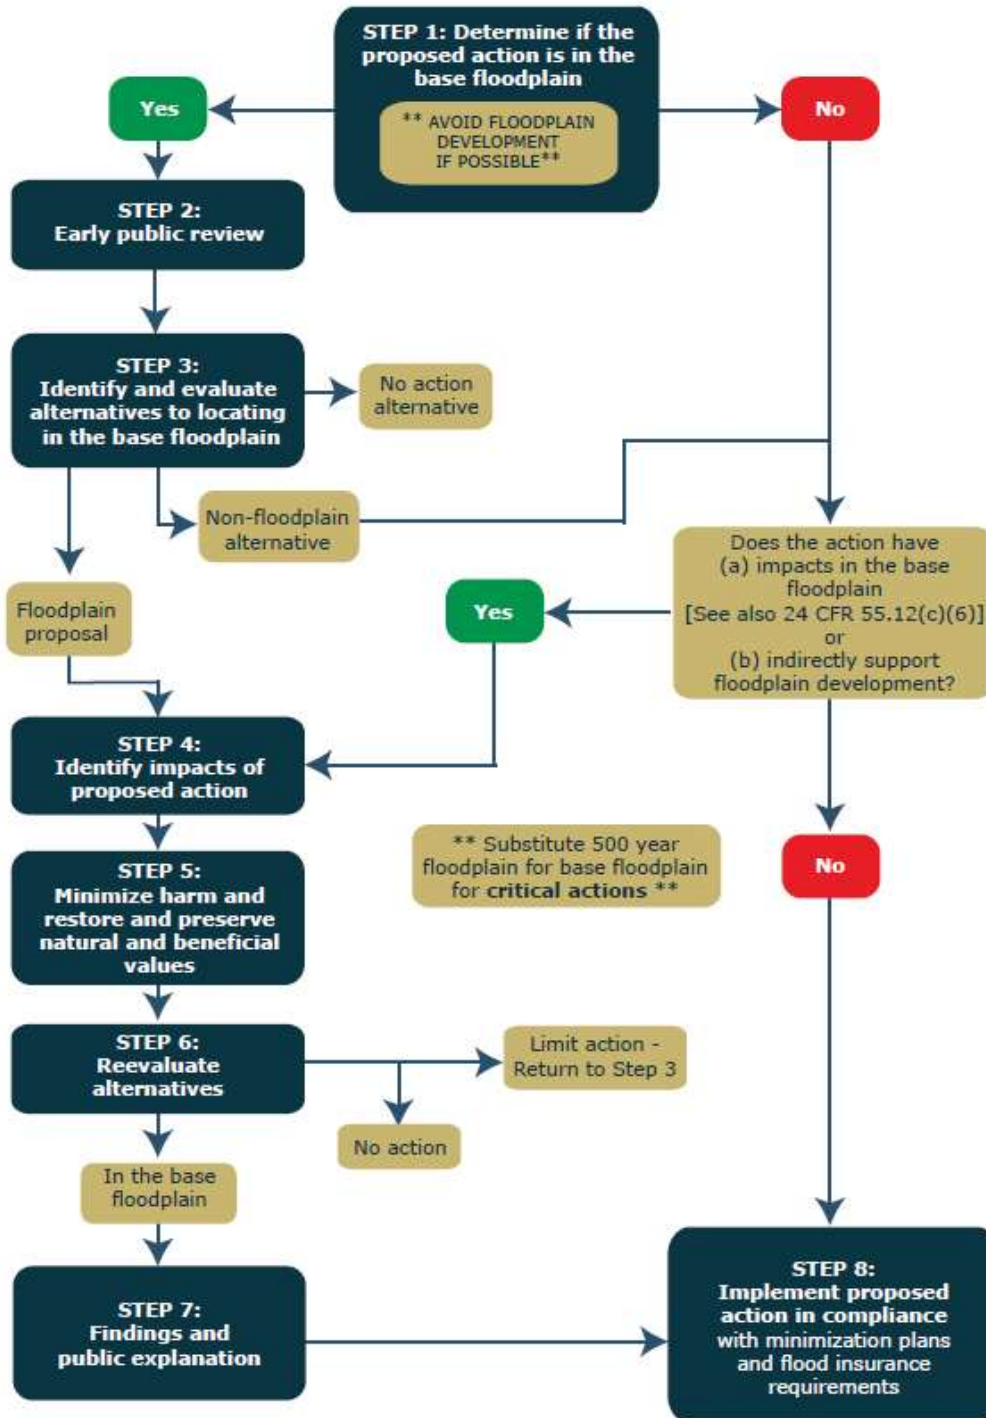 STEP 1: Determine if the
proposed action is in the
base floodplain
** AVOID FLOODPLAIN
DEVELOPMENT
IF POSSIBLE**
Yes
No
STEP 2:
Early public review
STEP 3:
Identify and evaluate
alternatives to locating
in the base floodplain
No action
alternative
Non-floodplain
alternative
Does the action have
(a) impacts in the base
floodplain
[See also 24 CFR 55.12(c)(6)]
or
(b) indirectly support
floodplain development?
Yes
Floodplain
proposal
STEP 4:
Identify impacts of
proposed action
** Substitute 500 year
floodplain for base floodplain
for critical actions **
No
STEP 5:
Minimize harm and
restore and preserve
natural and beneficial
values
STEP 6:
Reevaluate
alternatives
Limit action -
Return to Step 3
No action
In the base
floodplain
STEP 7:
Findings and
public explanation
STEP 8:
Implement proposed
action in compliance
with minimization plans
and flood insurance
requirements